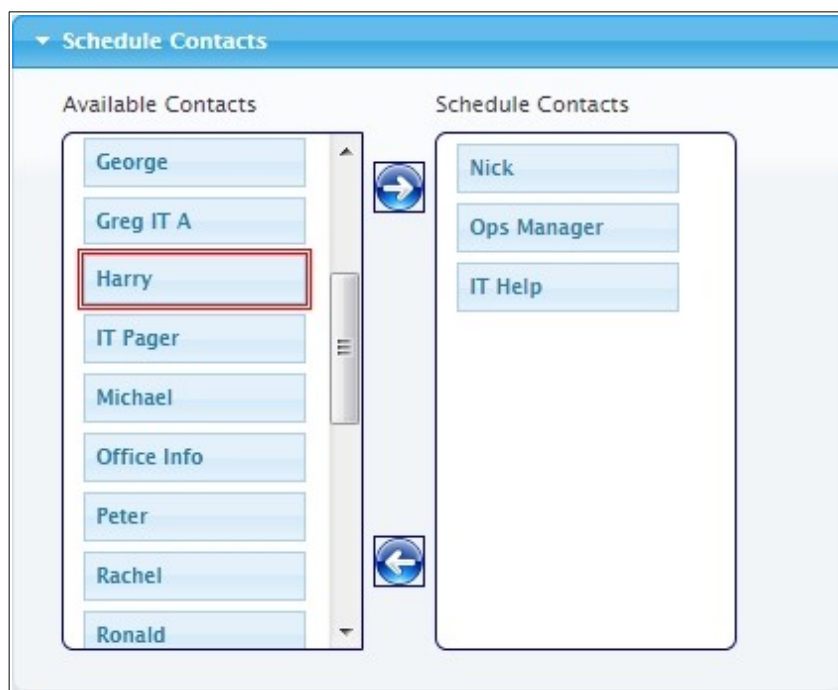 Schedule Contacts
Available Contacts
George
Greg IT A
Harry
IT Pager
Michael
Office Info
Peter
Rachel
Ronald
Schedule Contacts
Nick
Ops Manager
IT Help